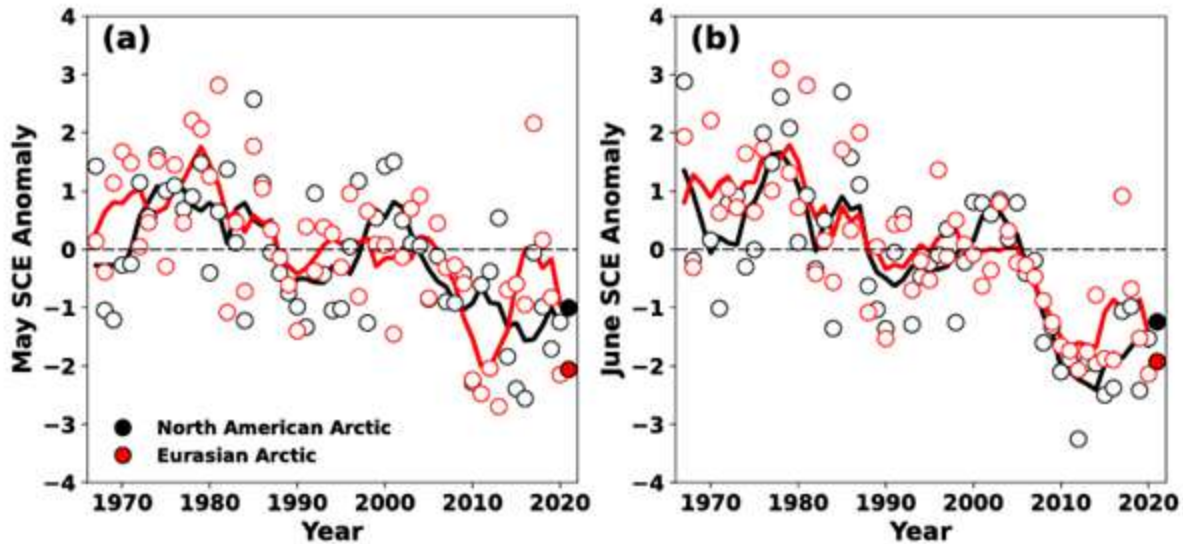 (a)
May SCE Anomaly
4
3
2
1
0
−1
−2
−3
−4
North American Arctic
Eurasian Arctic
1970 1980 1990 2000 2010 2020
Year
(b)
June SCE Anomaly
4
3
2
1
0
−1
−2
−3
−4
1970 1980 1990 2000 2010 2020
Year